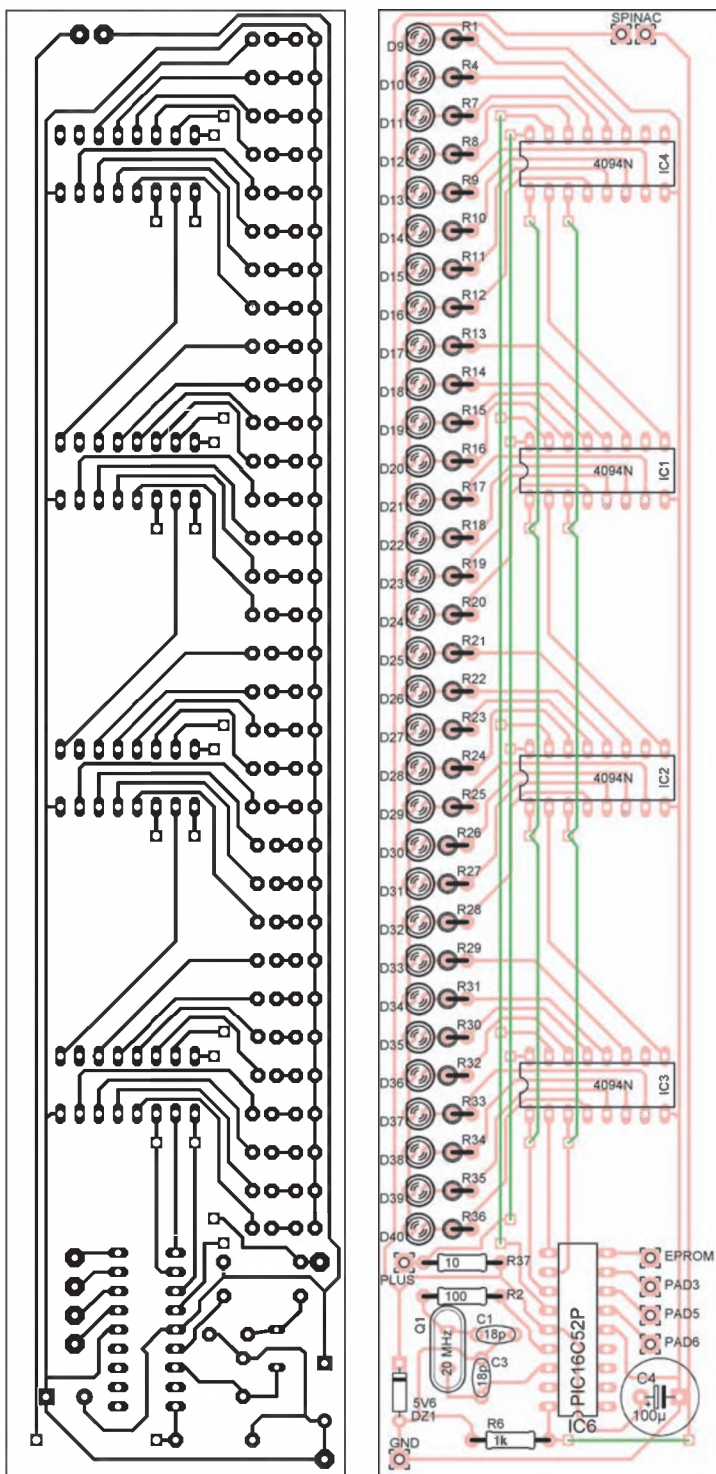 SPINAC
D9 R1
D10 R4
D11 R7
D12 R8
4094N IC4
D13 R9
D14 R10
D15 R11
D16 R12
D17 R13
D18 R14
D19 R15
D20 R16
4094N IC1
D21 R17
D22 R18
D23 R19
D24 R20
D25 R21
D26 R22
D27 R23
D28 R24
4094N IC2
D29 R25
D30 R26
D31 R27
D32 R28
D33 R29
D34 R31
D35 R30
D36 R32
4094N IC3
D37 R33
D38 R34
D39 R35
D40 R36
PLUS 10 R37
EPROM
PAD3
100 R2
PAD5
Q1 20 MHz
C1 18p
PAD6
C3 18p
PIC16C52P
IC6
C4
+
100µ
5V6
DZ1
R6
1k
GND